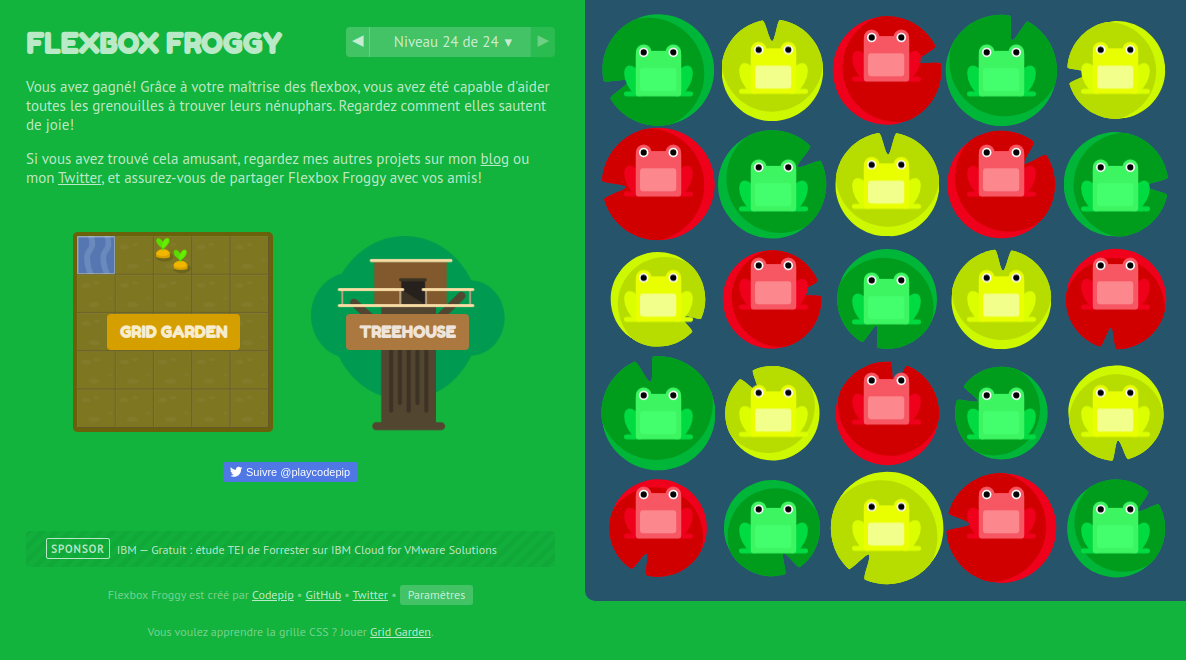 FLEXBOX FROGGY
◀ Niveau 24 de 24 ▼ ▶
Vous avez gagné! Grâce à votre maîtrise des flexbox, vous avez été capable d'aider
toutes les grenouilles à trouver leurs nénuphars. Regardez comment elles sautent
de joie!
Si vous avez trouvé cela amusant, regardez mes autres projets sur mon blog ou
mon Twitter, et assurez-vous de partager Flexbox Froggy avec vos amis!
GRID GARDEN
TREEHOUSE
Suivre @playcodepip
SPONSOR IBM — Gratuit : étude TEI de Forrester sur IBM Cloud for VMware Solutions
Flexbox Froggy est créé par Codepip • GitHub • Twitter • Paramètres
Vous voulez apprendre la grille CSS ? Jouer Grid Garden.